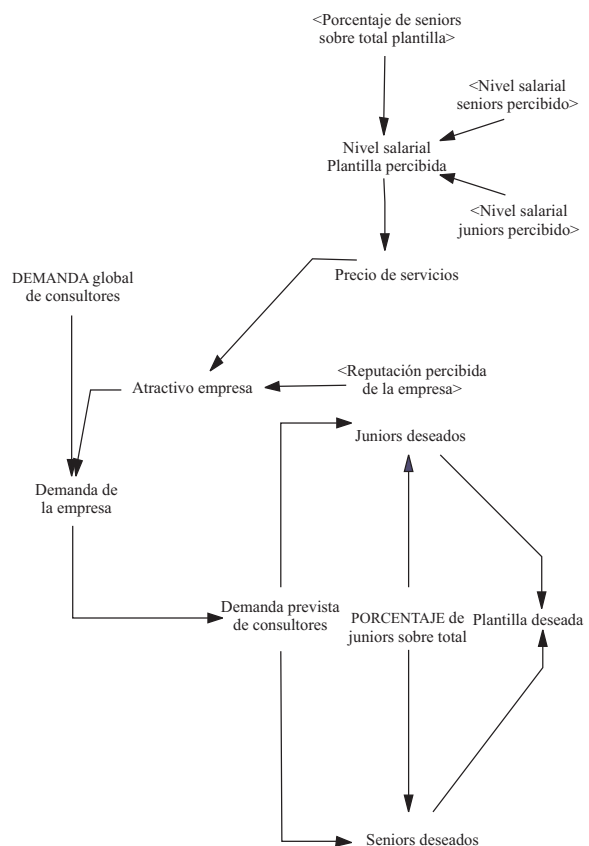 <Porcentaje de seniors
sobre total plantilla>
<Nivel salarial
seniors percibido>
Nivel salarial
Plantilla percibida
<Nivel salarial
juniors percibido>
Precio de servicios
DEMANDA global
de consultores
<Reputación percibida
de la empresa>
Atractivo empresa
Juniors deseados
Demanda de
la empresa
Demanda prevista
de consultores
PORCENTAJE de
juniors sobre total
Plantilla deseada
Seniors deseados